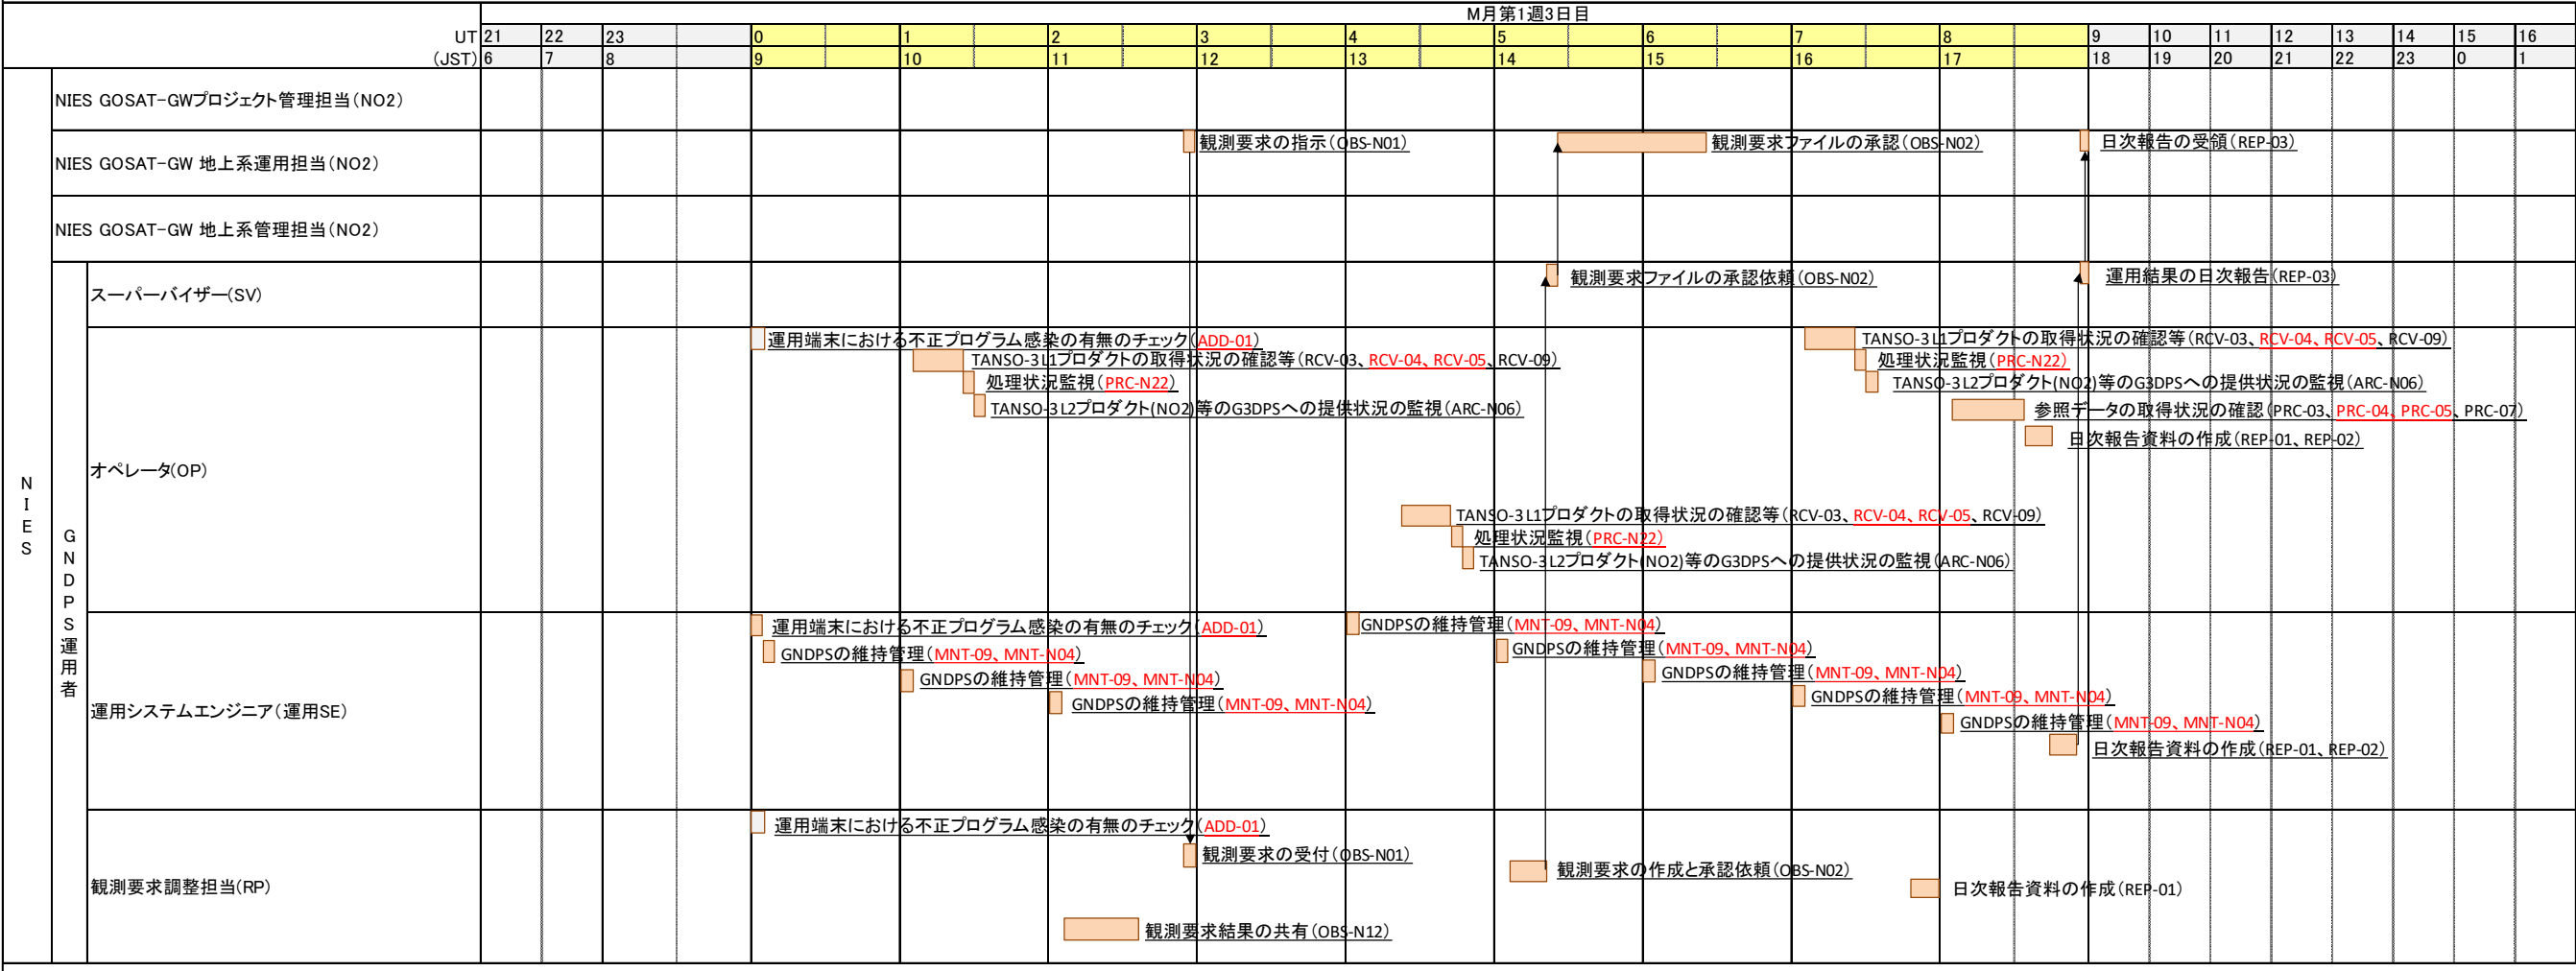 M月第1週3日目
UT 21 22 23 0 1 2 3 4 5 6 7 8 9 10 11 12 13 14 15 16
(JST) 6 7 8 9 10 11 12 13 14 15 16 17 18 19 20 21 22 23 0 1
NIES
NIES GOSAT-GWプロジェクト管理担当(NO2)
NIES GOSAT-GW 地上系運用担当(NO2)
観測要求の指示(OBS-N01)
観測要求ファイルの承認(OBS-N02)
日次報告の受領(REP-03)
NIES GOSAT-GW 地上系管理担当(NO2)
GNDPS運用者
スーパーバイザー(SV)
観測要求ファイルの承認依頼(OBS-N02)
運用結果の日次報告(REP-03)
オペレータ(OP)
運用端末における不正プログラム感染の有無のチェック(ADD-01)
TANSO-3 L1プロダクトの取得状況の確認等(RCV-03、RCV-04、RCV-05、RCV-09)
処理状況監視(PRC-N22)
TANSO-3 L2プロダクト(NO2)等のG3DPSへの提供状況の監視(ARC-N06)
TANSO-3 L1プロダクトの取得状況の確認等(RCV-03、RCV-04、RCV-05、RCV-09)
処理状況監視(PRC-N22)
TANSO-3 L2プロダクト(NO2)等のG3DPSへの提供状況の監視(ARC-N06)
参照データの取得状況の確認(PRC-03、PRC-04、PRC-05、PRC-07)
日次報告資料の作成(REP-01、REP-02)
TANSO-3 L1プロダクトの取得状況の確認等(RCV-03、RCV-04、RCV-05、RCV-09)
処理状況監視(PRC-N22)
TANSO-3 L2プロダクト(NO2)等のG3DPSへの提供状況の監視(ARC-N06)
運用システムエンジニア(運用SE)
運用端末における不正プログラム感染の有無のチェック(ADD-01)
GNDPSの維持管理(MNT-09、MNT-N04)
GNDPSの維持管理(MNT-09、MNT-N04)
GNDPSの維持管理(MNT-09、MNT-N04)
GNDPSの維持管理(MNT-09、MNT-N04)
GNDPSの維持管理(MNT-09、MNT-N04)
GNDPSの維持管理(MNT-09、MNT-N04)
GNDPSの維持管理(MNT-09、MNT-N04)
GNDPSの維持管理(MNT-09、MNT-N04)
日次報告資料の作成(REP-01、REP-02)
観測要求調整担当(RP)
運用端末における不正プログラム感染の有無のチェック(ADD-01)
観測要求の受付(OBS-N01)
観測要求の作成と承認依頼(OBS-N02)
日次報告資料の作成(REP-01)
観測要求結果の共有(OBS-N12)